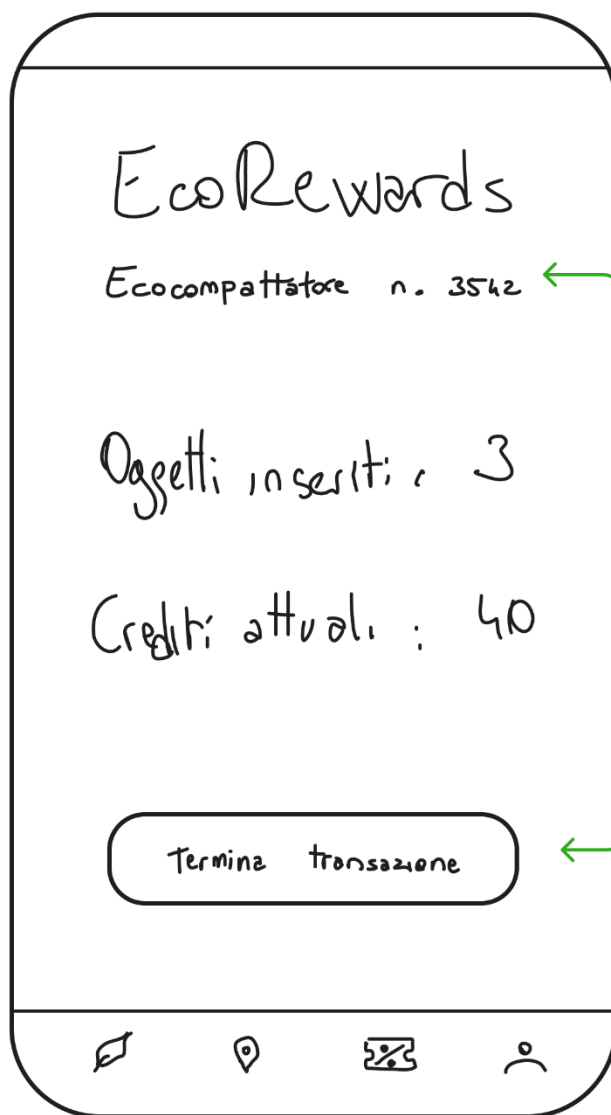 EcoRewards
Ecocompattatore n. 3542
Oggetti inseriti: 3
Crediti attuali: 40
Termina transazione